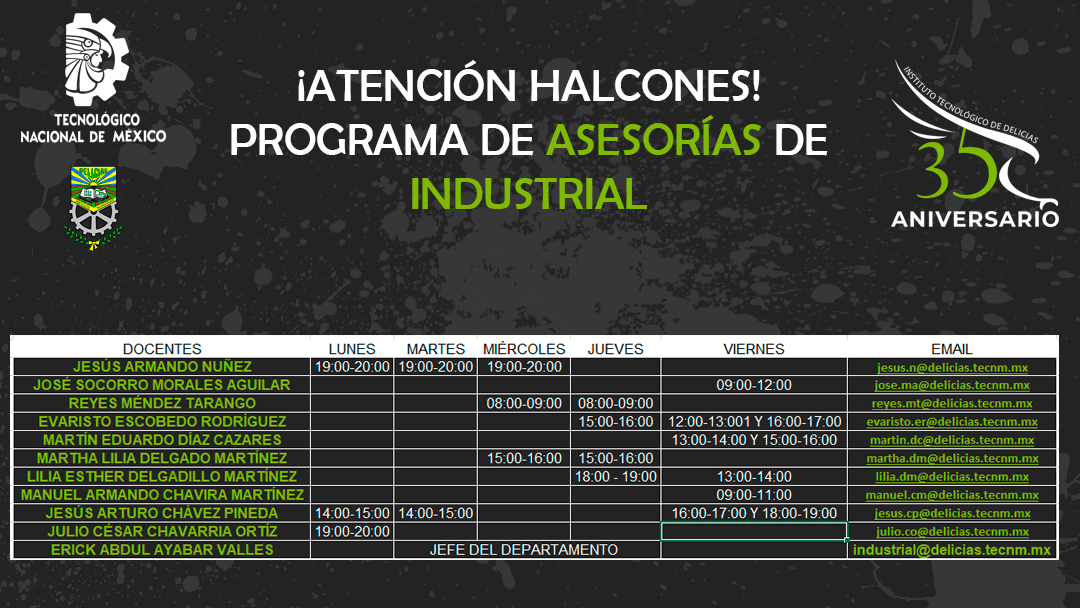 TECNOLÓGICO
NACIONAL DE MÉXICO
DELICIAS
¡ATENCIÓN HALCONES!
PROGRAMA DE ASESORÍAS DE
INDUSTRIAL
INSTITUTO TECNOLÓGICO DE DELICIAS
35
ANIVERSARIO
DOCENTES LUNES MARTES MIÉRCOLES JUEVES VIERNES EMAIL
JESÚS ARMANDO NUÑEZ 19:00-20:00 19:00-20:00 19:00-20:00 jesus.n@delicias.tecnm.mx
JOSÉ SOCORRO MORALES AGUILAR 09:00-12:00 jose.ma@delicias.tecnm.mx
REYES MÉNDEZ TARANGO 08:00-09:00 08:00-09:00 reyes.mt@delicias.tecnm.mx
EVARISTO ESCOBEDO RODRÍGUEZ 15:00-16:00 12:00-13:001 Y 16:00-17:00 evaristo.er@delicias.tecnm.mx
MARTÍN EDUARDO DÍAZ CAZARES 13:00-14:00 Y 15:00-16:00 martin.dc@delicias.tecnm.mx
MARTHA LILIA DELGADO MARTÍNEZ 15:00-16:00 15:00-16:00 martha.dm@delicias.tecnm.mx
LILIA ESTHER DELGADILLO MARTÍNEZ 18:00 - 19:00 13:00-14:00 lilia.dm@delicias.tecnm.mx
MANUEL ARMANDO CHAVIRA MARTÍNEZ 09:00-11:00 manuel.cm@delicias.tecnm.mx
JESÚS ARTURO CHÁVEZ PINEDA 14:00-15:00 14:00-15:00 16:00-17:00 Y 18:00-19:00 jesus.cp@delicias.tecnm.mx
JULIO CÉSAR CHAVARRIA ORTÍZ 19:00-20:00 julio.co@delicias.tecnm.mx
ERICK ABDUL AYABAR VALLES JEFE DEL DEPARTAMENTO industrial@delicias.tecnm.mx